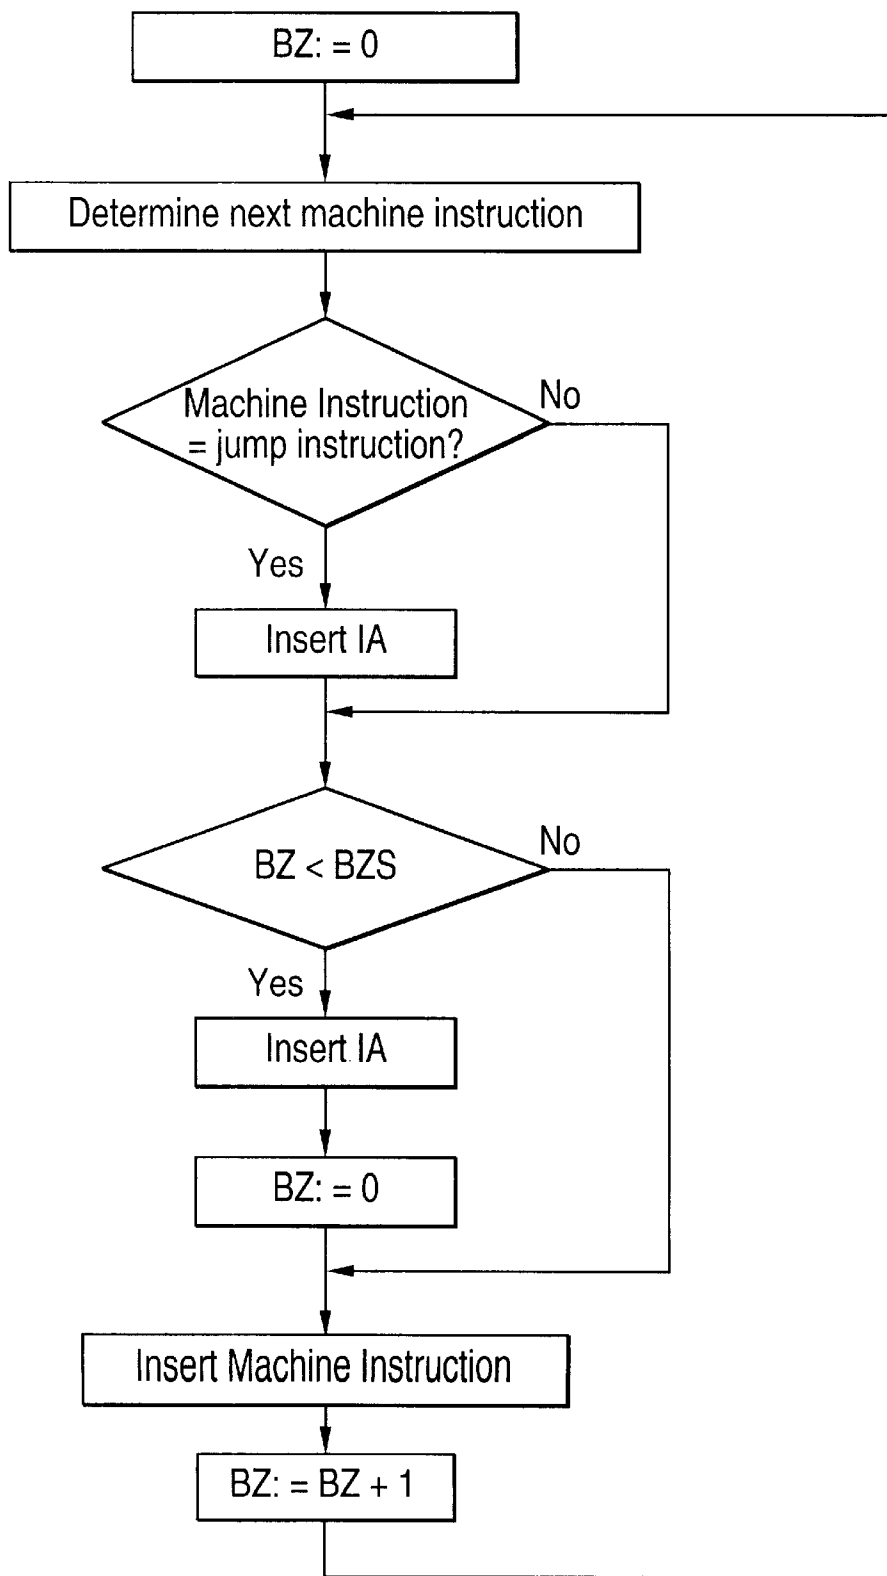 BZ: = 0
Determine next machine instruction
Machine Instruction
= jump instruction?
No
Yes
Insert IA
BZ < BZS
No
Yes
Insert IA
BZ: = 0
Insert Machine Instruction
BZ: = BZ + 1